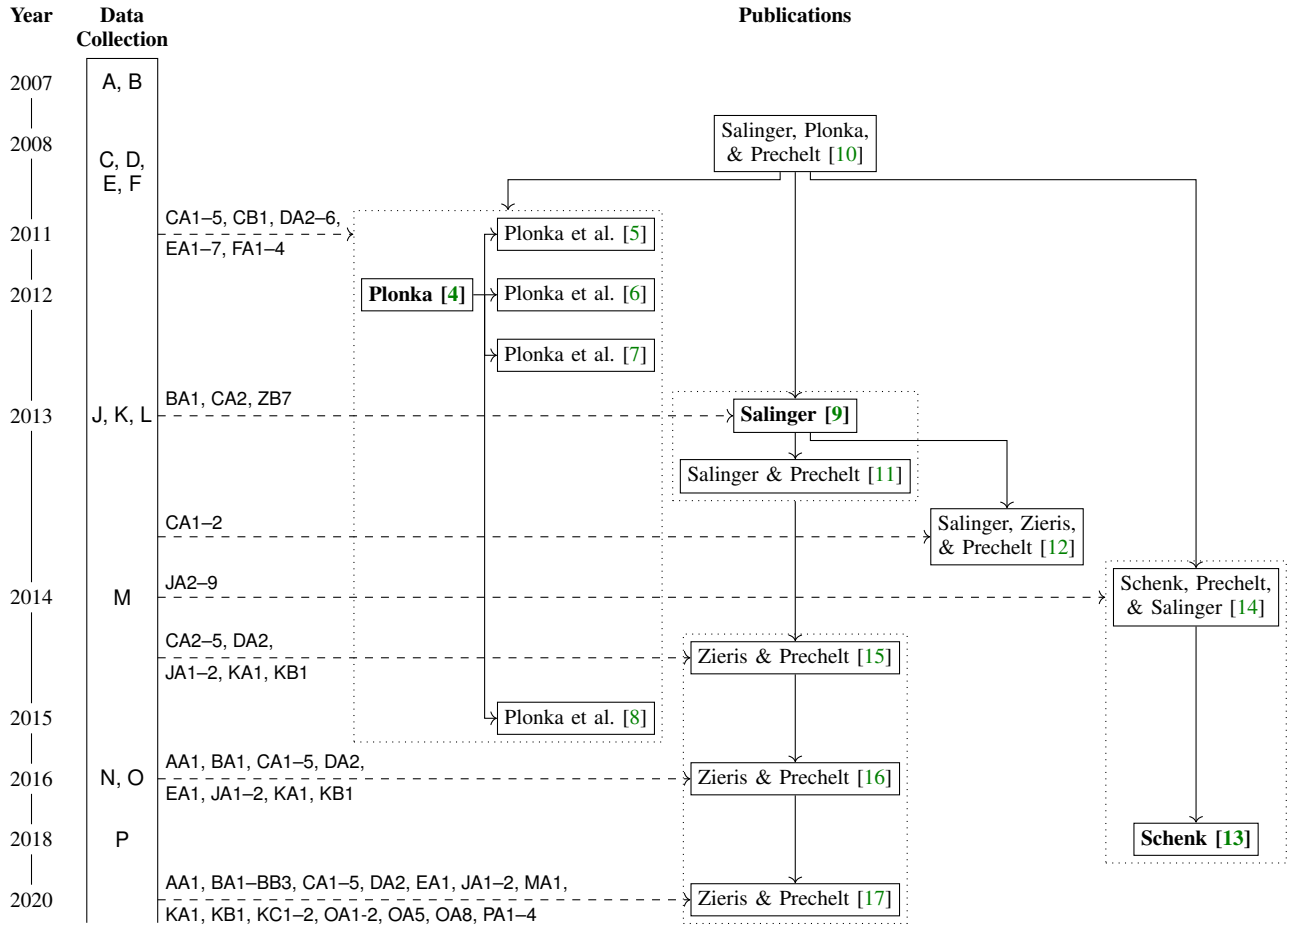 Year
Data
Collection
Publications
2007
A, B
2008
Salinger, Plonka,
& Prechelt [10]
C, D,
E, F
CA1–5, CB1, DA2–6,
EA1–7, FA1–4
2011
Plonka et al. [5]
2012
Plonka [4]
Plonka et al. [6]
Plonka et al. [7]
2013
J, K, L
BA1, CA2, ZB7
Salinger [9]
Salinger & Prechelt [11]
CA1–2
Salinger, Zieris,
& Prechelt [12]
2014
M
JA2–9
Schenk, Prechelt,
& Salinger [14]
CA2–5, DA2,
JA1–2, KA1, KB1
Zieris & Prechelt [15]
2015
Plonka et al. [8]
2016
N, O
AA1, BA1, CA1–5, DA2,
EA1, JA1–2, KA1, KB1
Zieris & Prechelt [16]
2018
P
Schenk [13]
2020
AA1, BA1–BB3, CA1–5, DA2, EA1, JA1–2, MA1,
KA1, KB1, KC1–2, OA1-2, OA5, OA8, PA1–4
Zieris & Prechelt [17]